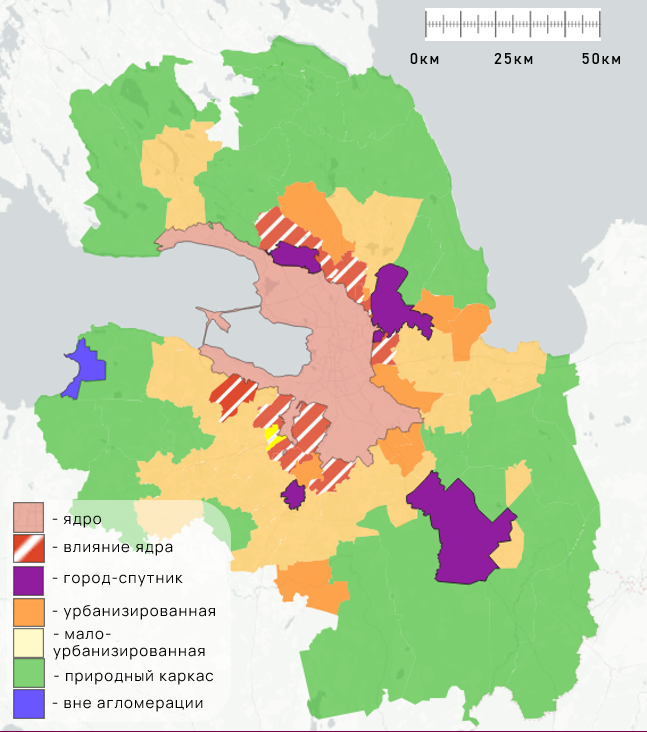 0км 25км 50км
- ядро
- влияние ядра
- город-спутник
- урбанизированная
- мало-
урбанизированная
- природный каркас
- вне агломерации